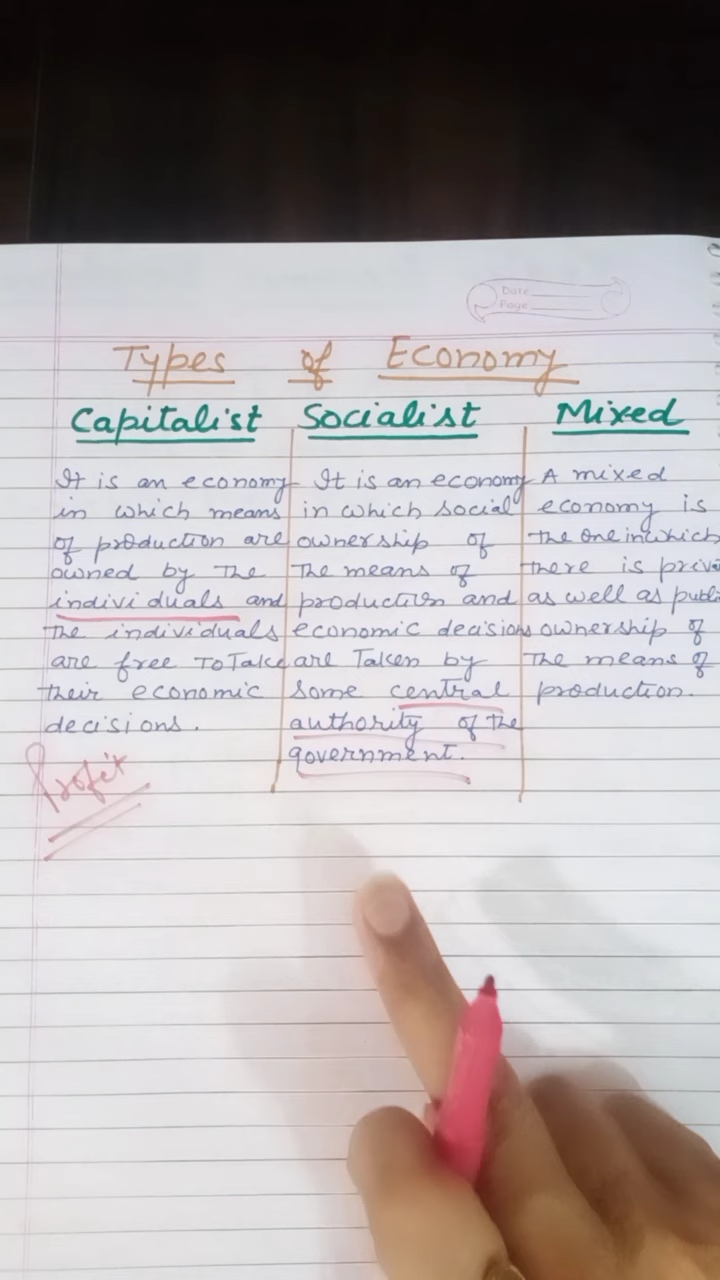 Date
Page
Types of Economy
Capitalist
It is an economy
in which means
of production are
owned by the
individuals and
the individuals
are free to take
their economic
decisions.
Profit
Socialist
It is an economy
in which social
ownership of
the means of
production and
economic decisions
are taken by
some central
authority of the
government.
Mixed
A mixed
economy is
the one in which
there is priva
as well as publi
ownership of
the means of
production.